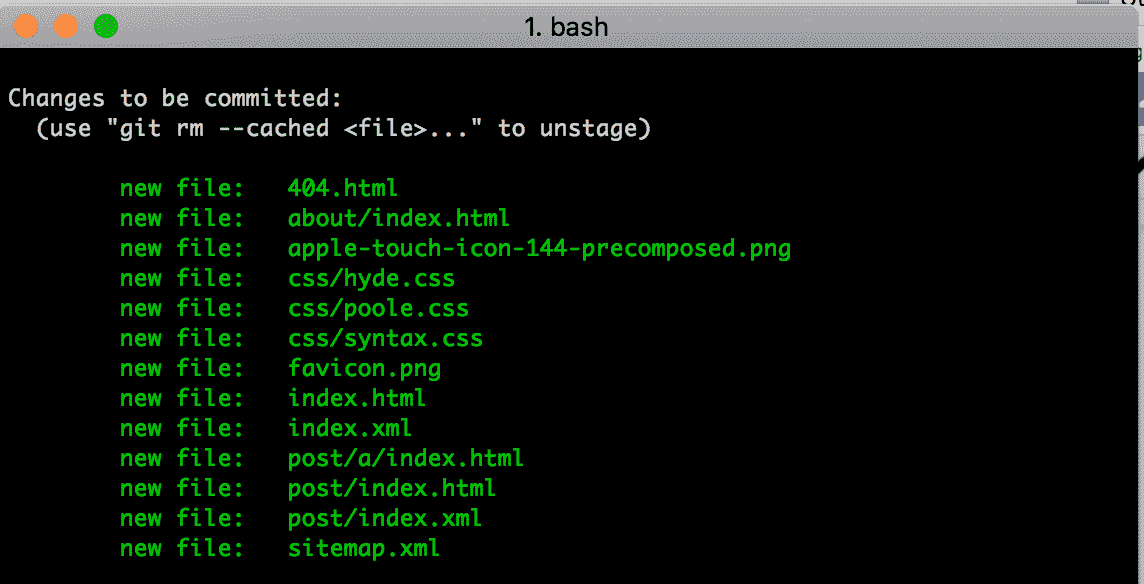 1. bash
Changes to be committed:
(use "git rm --cached <file>..." to unstage)
new file: 404.html
new file: about/index.html
new file: apple-touch-icon-144-precomposed.png
new file: css/hyde.css
new file: css/poole.css
new file: css/syntax.css
new file: favicon.png
new file: index.html
new file: index.xml
new file: post/a/index.html
new file: post/index.html
new file: post/index.xml
new file: sitemap.xml